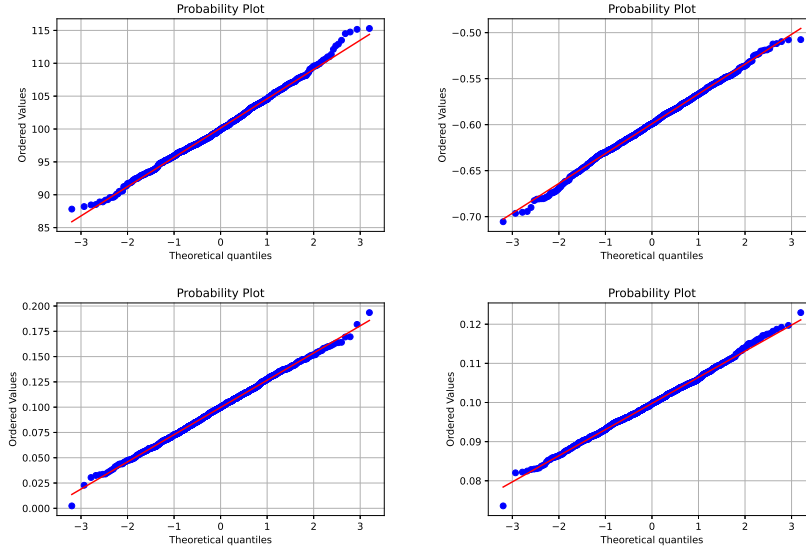 Probability Plot
Ordered Values
115
110
105
100
95
90
85
−3 −2 −1 0 1 2 3
Theoretical quantiles
Probability Plot
Ordered Values
−0.50
−0.55
−0.60
−0.65
−0.70
−3 −2 −1 0 1 2 3
Theoretical quantiles
Probability Plot
Ordered Values
0.200
0.175
0.150
0.125
0.100
0.075
0.050
0.025
0.000
−3 −2 −1 0 1 2 3
Theoretical quantiles
Probability Plot
Ordered Values
0.12
0.11
0.10
0.09
0.08
−3 −2 −1 0 1 2 3
Theoretical quantiles